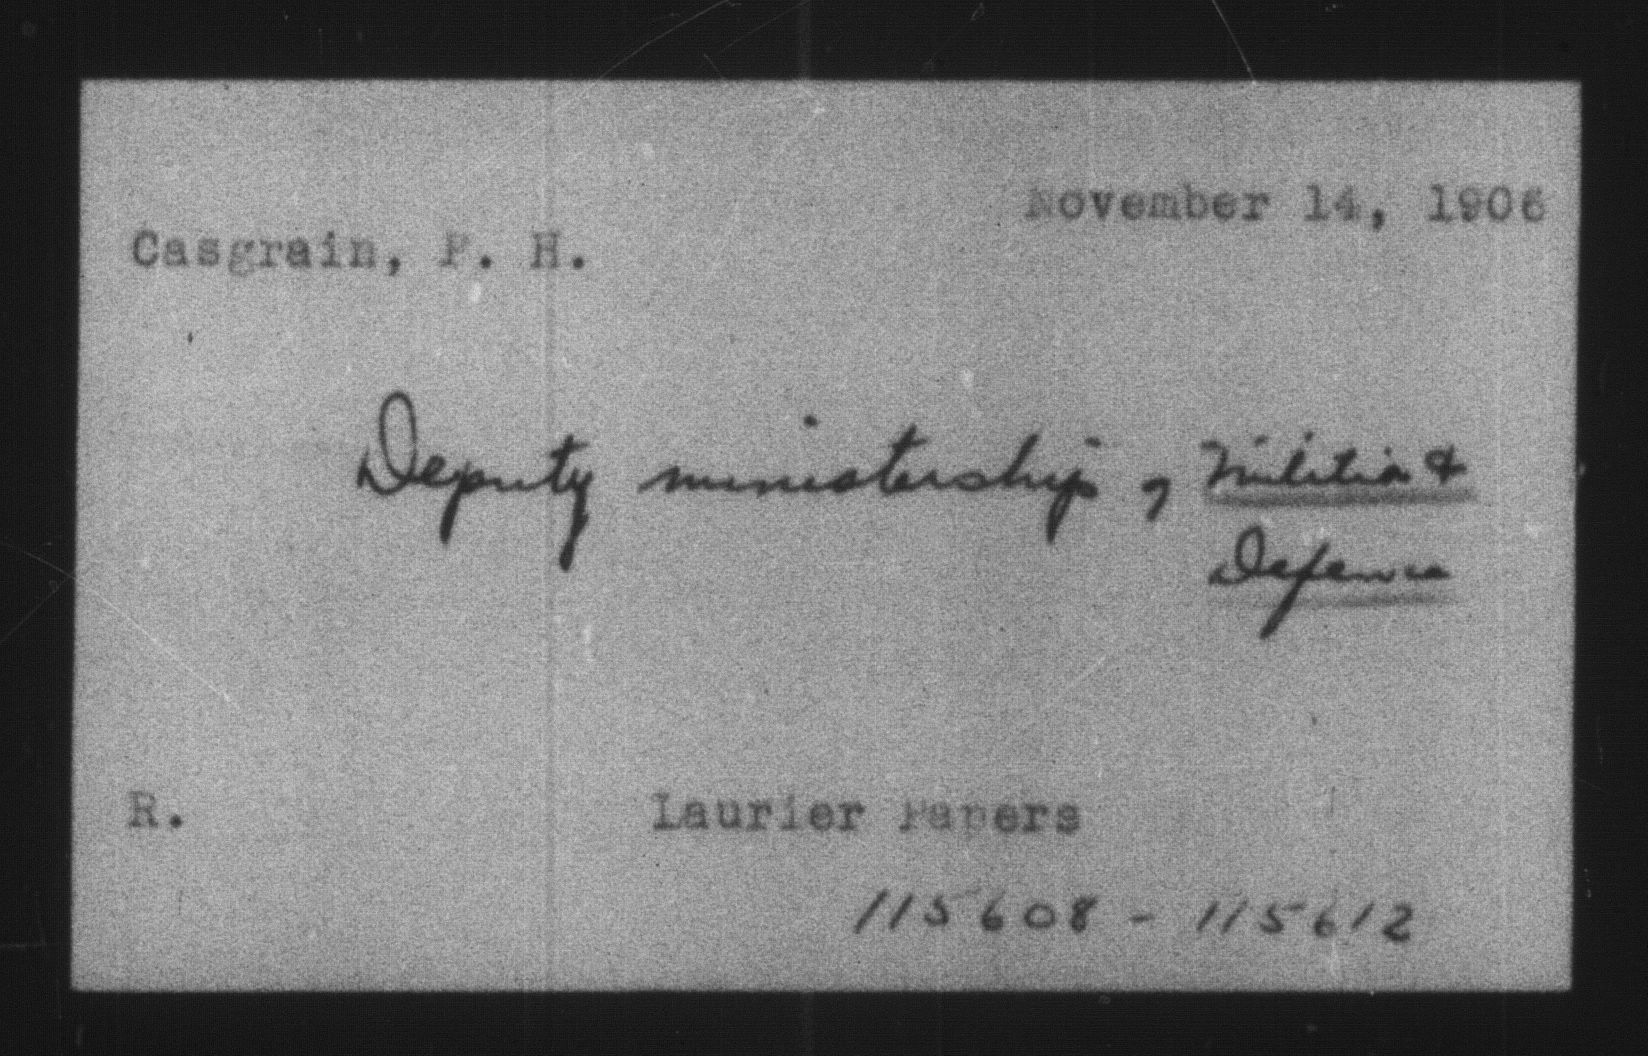 November 14, 1906
Casgrain, P. H.
Deputy ministership of Militia &
Defence
R.
Laurier Papers
115608 - 115612